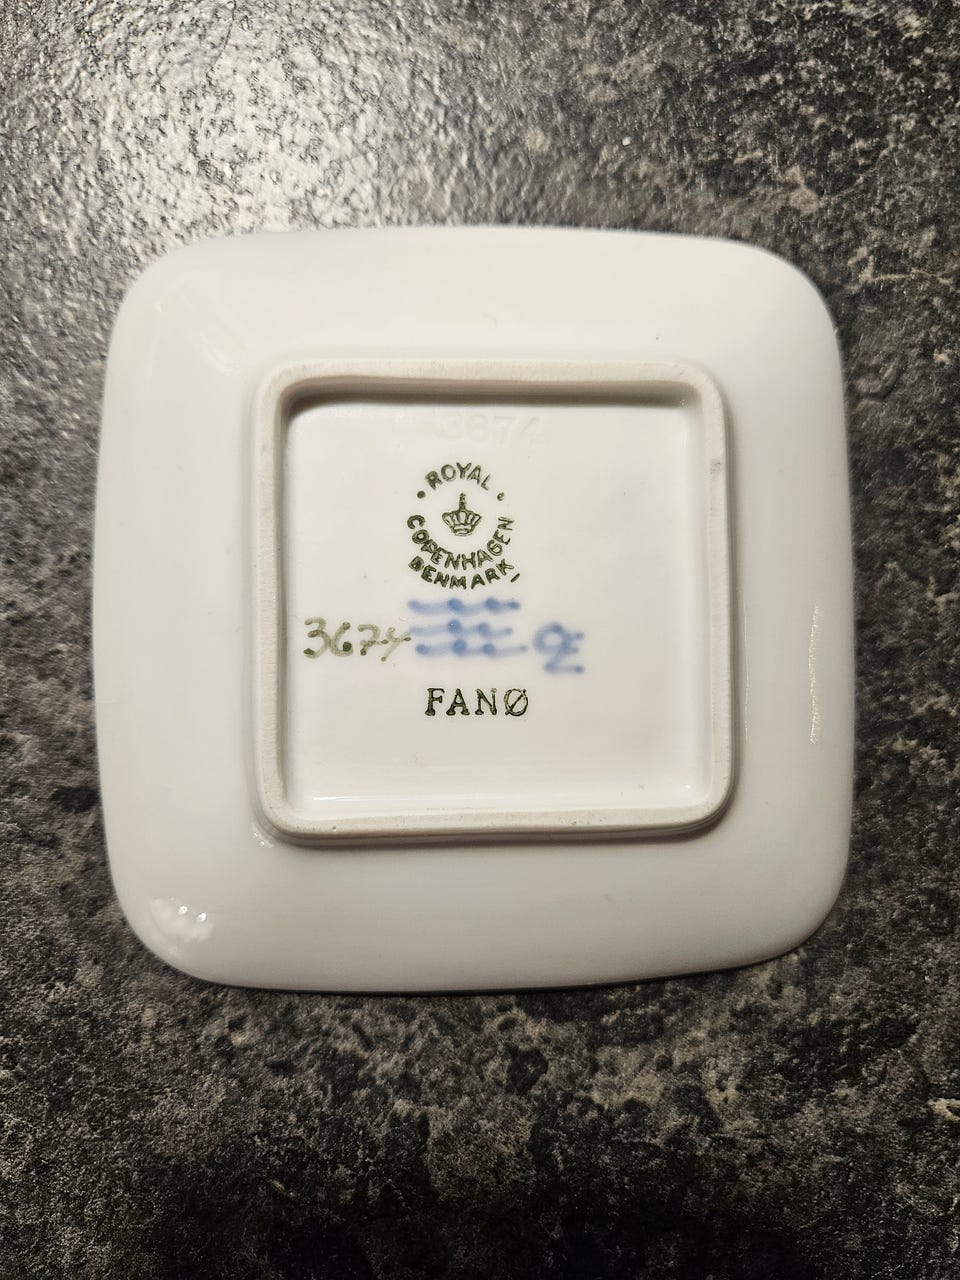 3674
ROYAL
COPENHAGEN
DENMARK
3674
FANØ